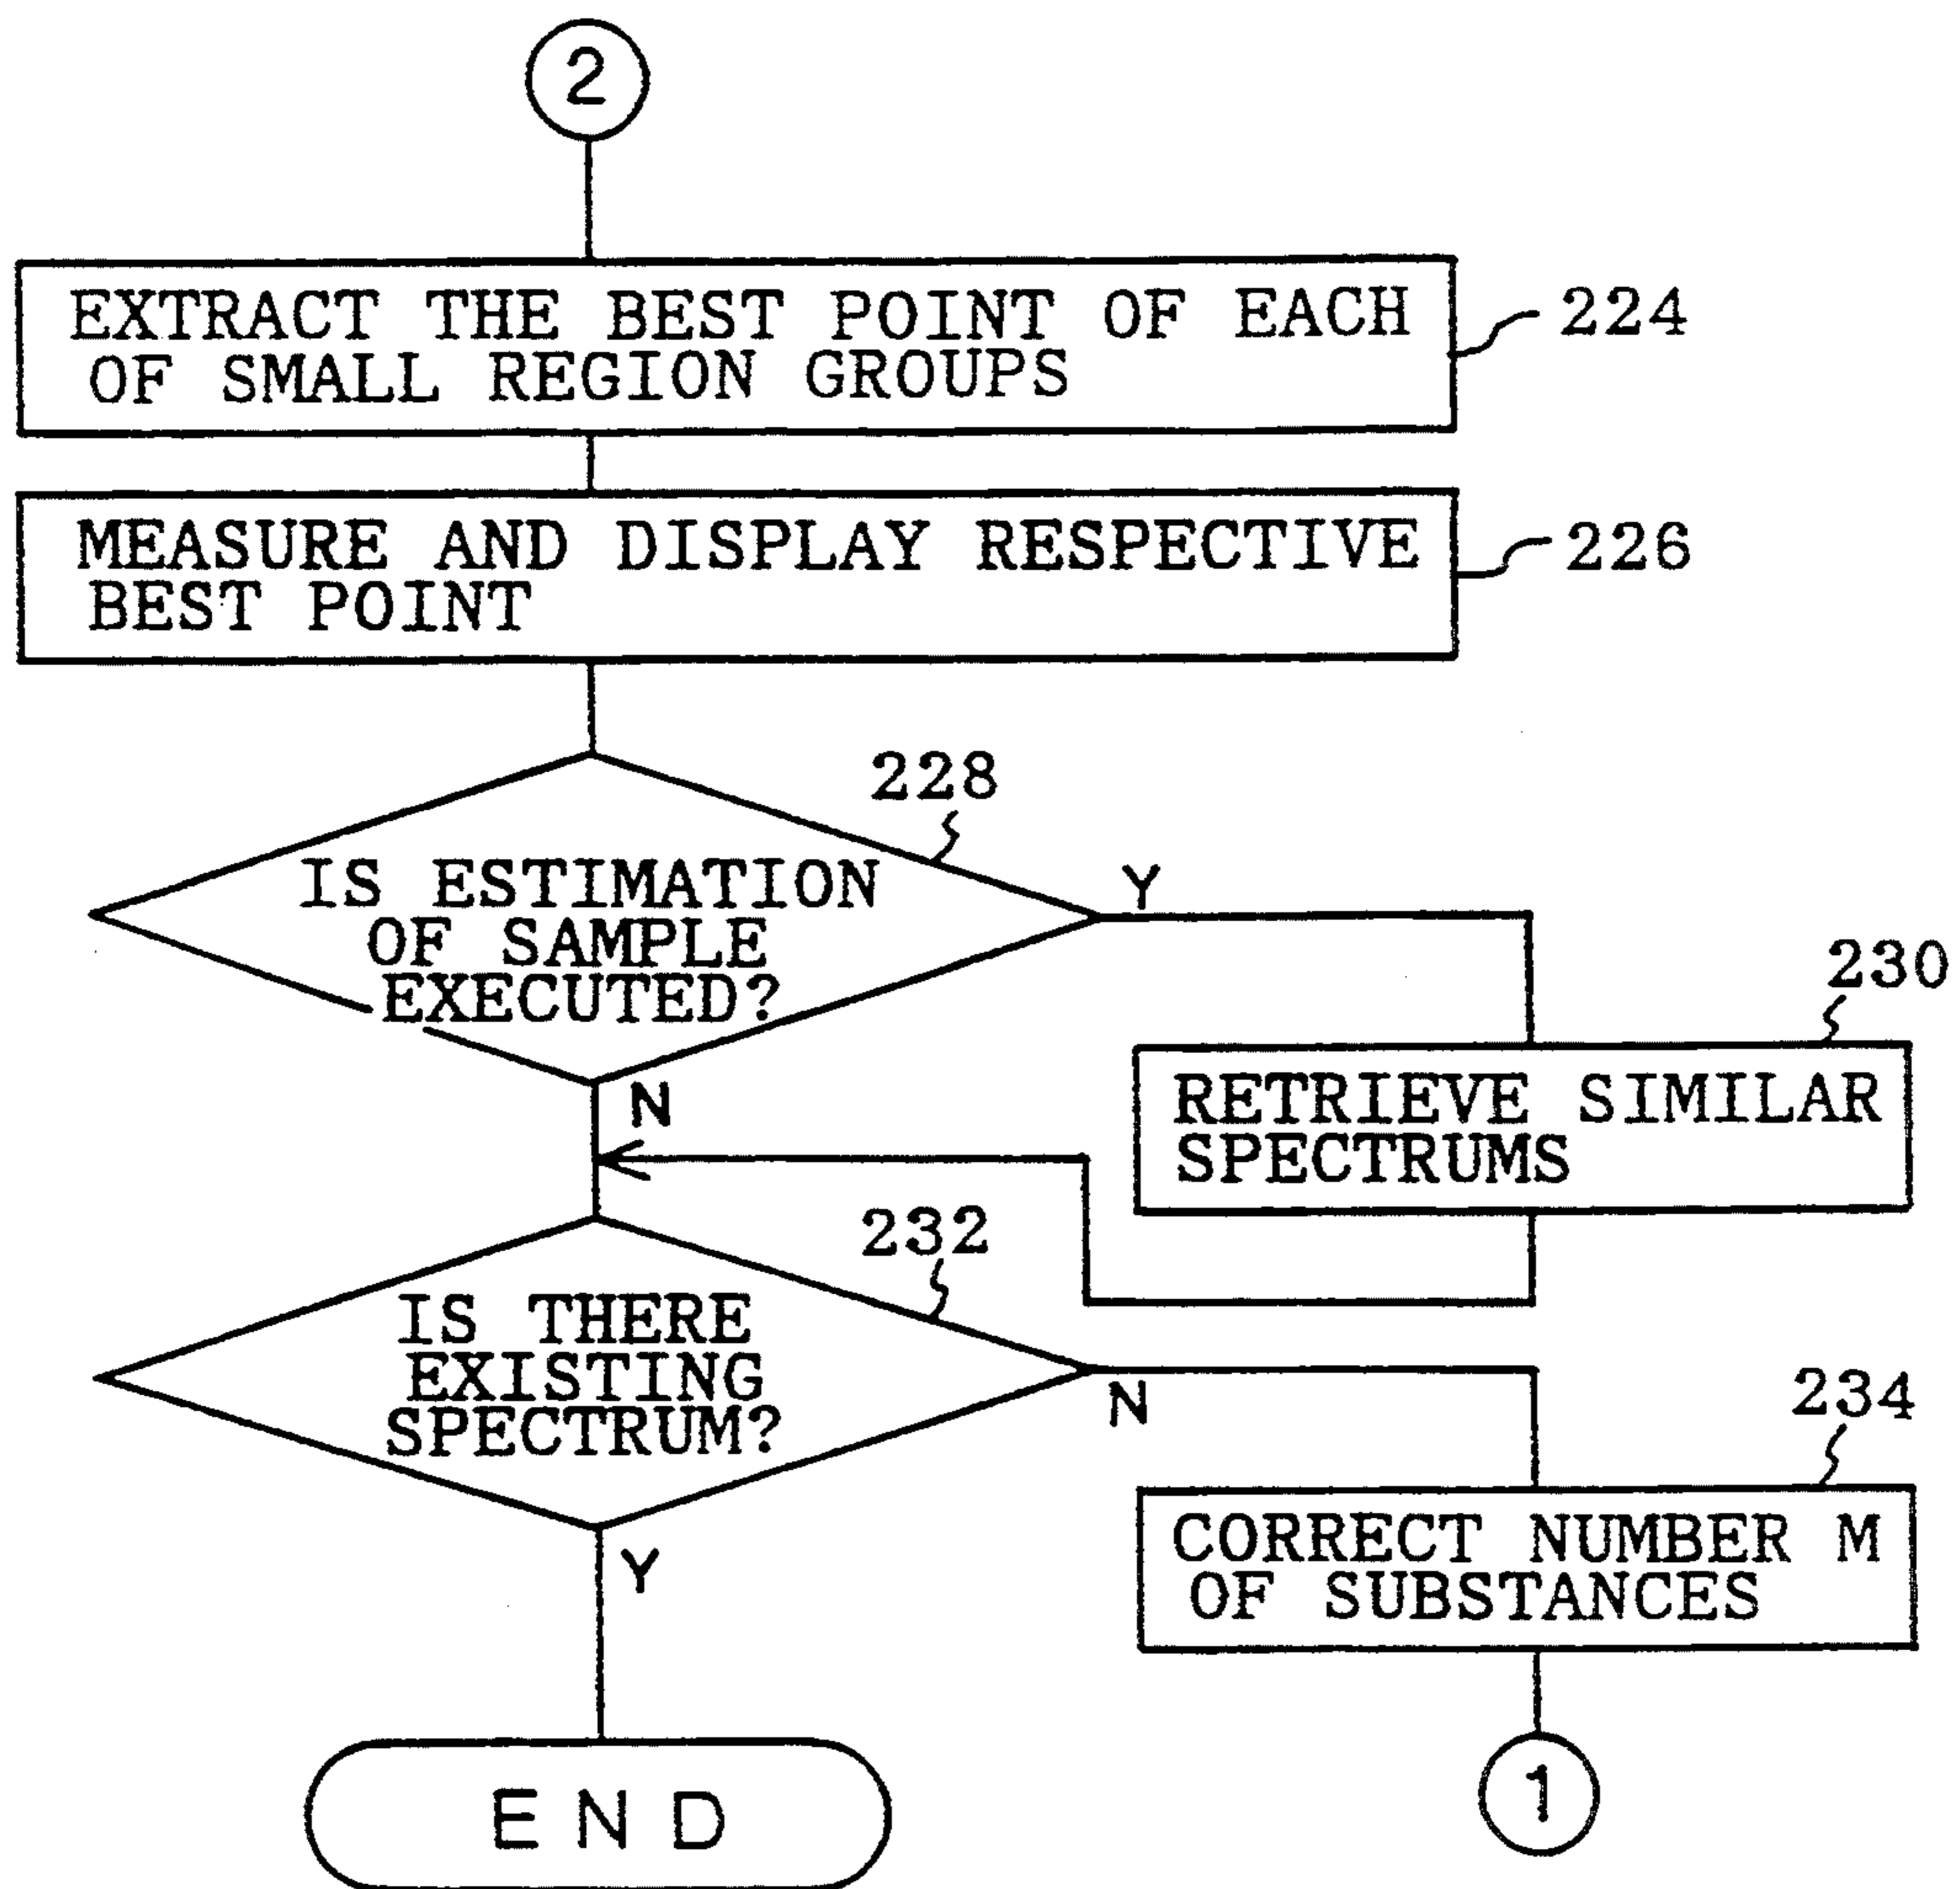 2
EXTRACT THE BEST POINT OF EACH
OF SMALL REGION GROUPS
224
MEASURE AND DISPLAY RESPECTIVE
BEST POINT
226
228
IS ESTIMATION
OF SAMPLE
EXECUTED?
Y
N
230
RETRIEVE SIMILAR
SPECTRUMS
232
IS THERE
EXISTING
SPECTRUM?
N
Y
234
CORRECT NUMBER M
OF SUBSTANCES
END
1